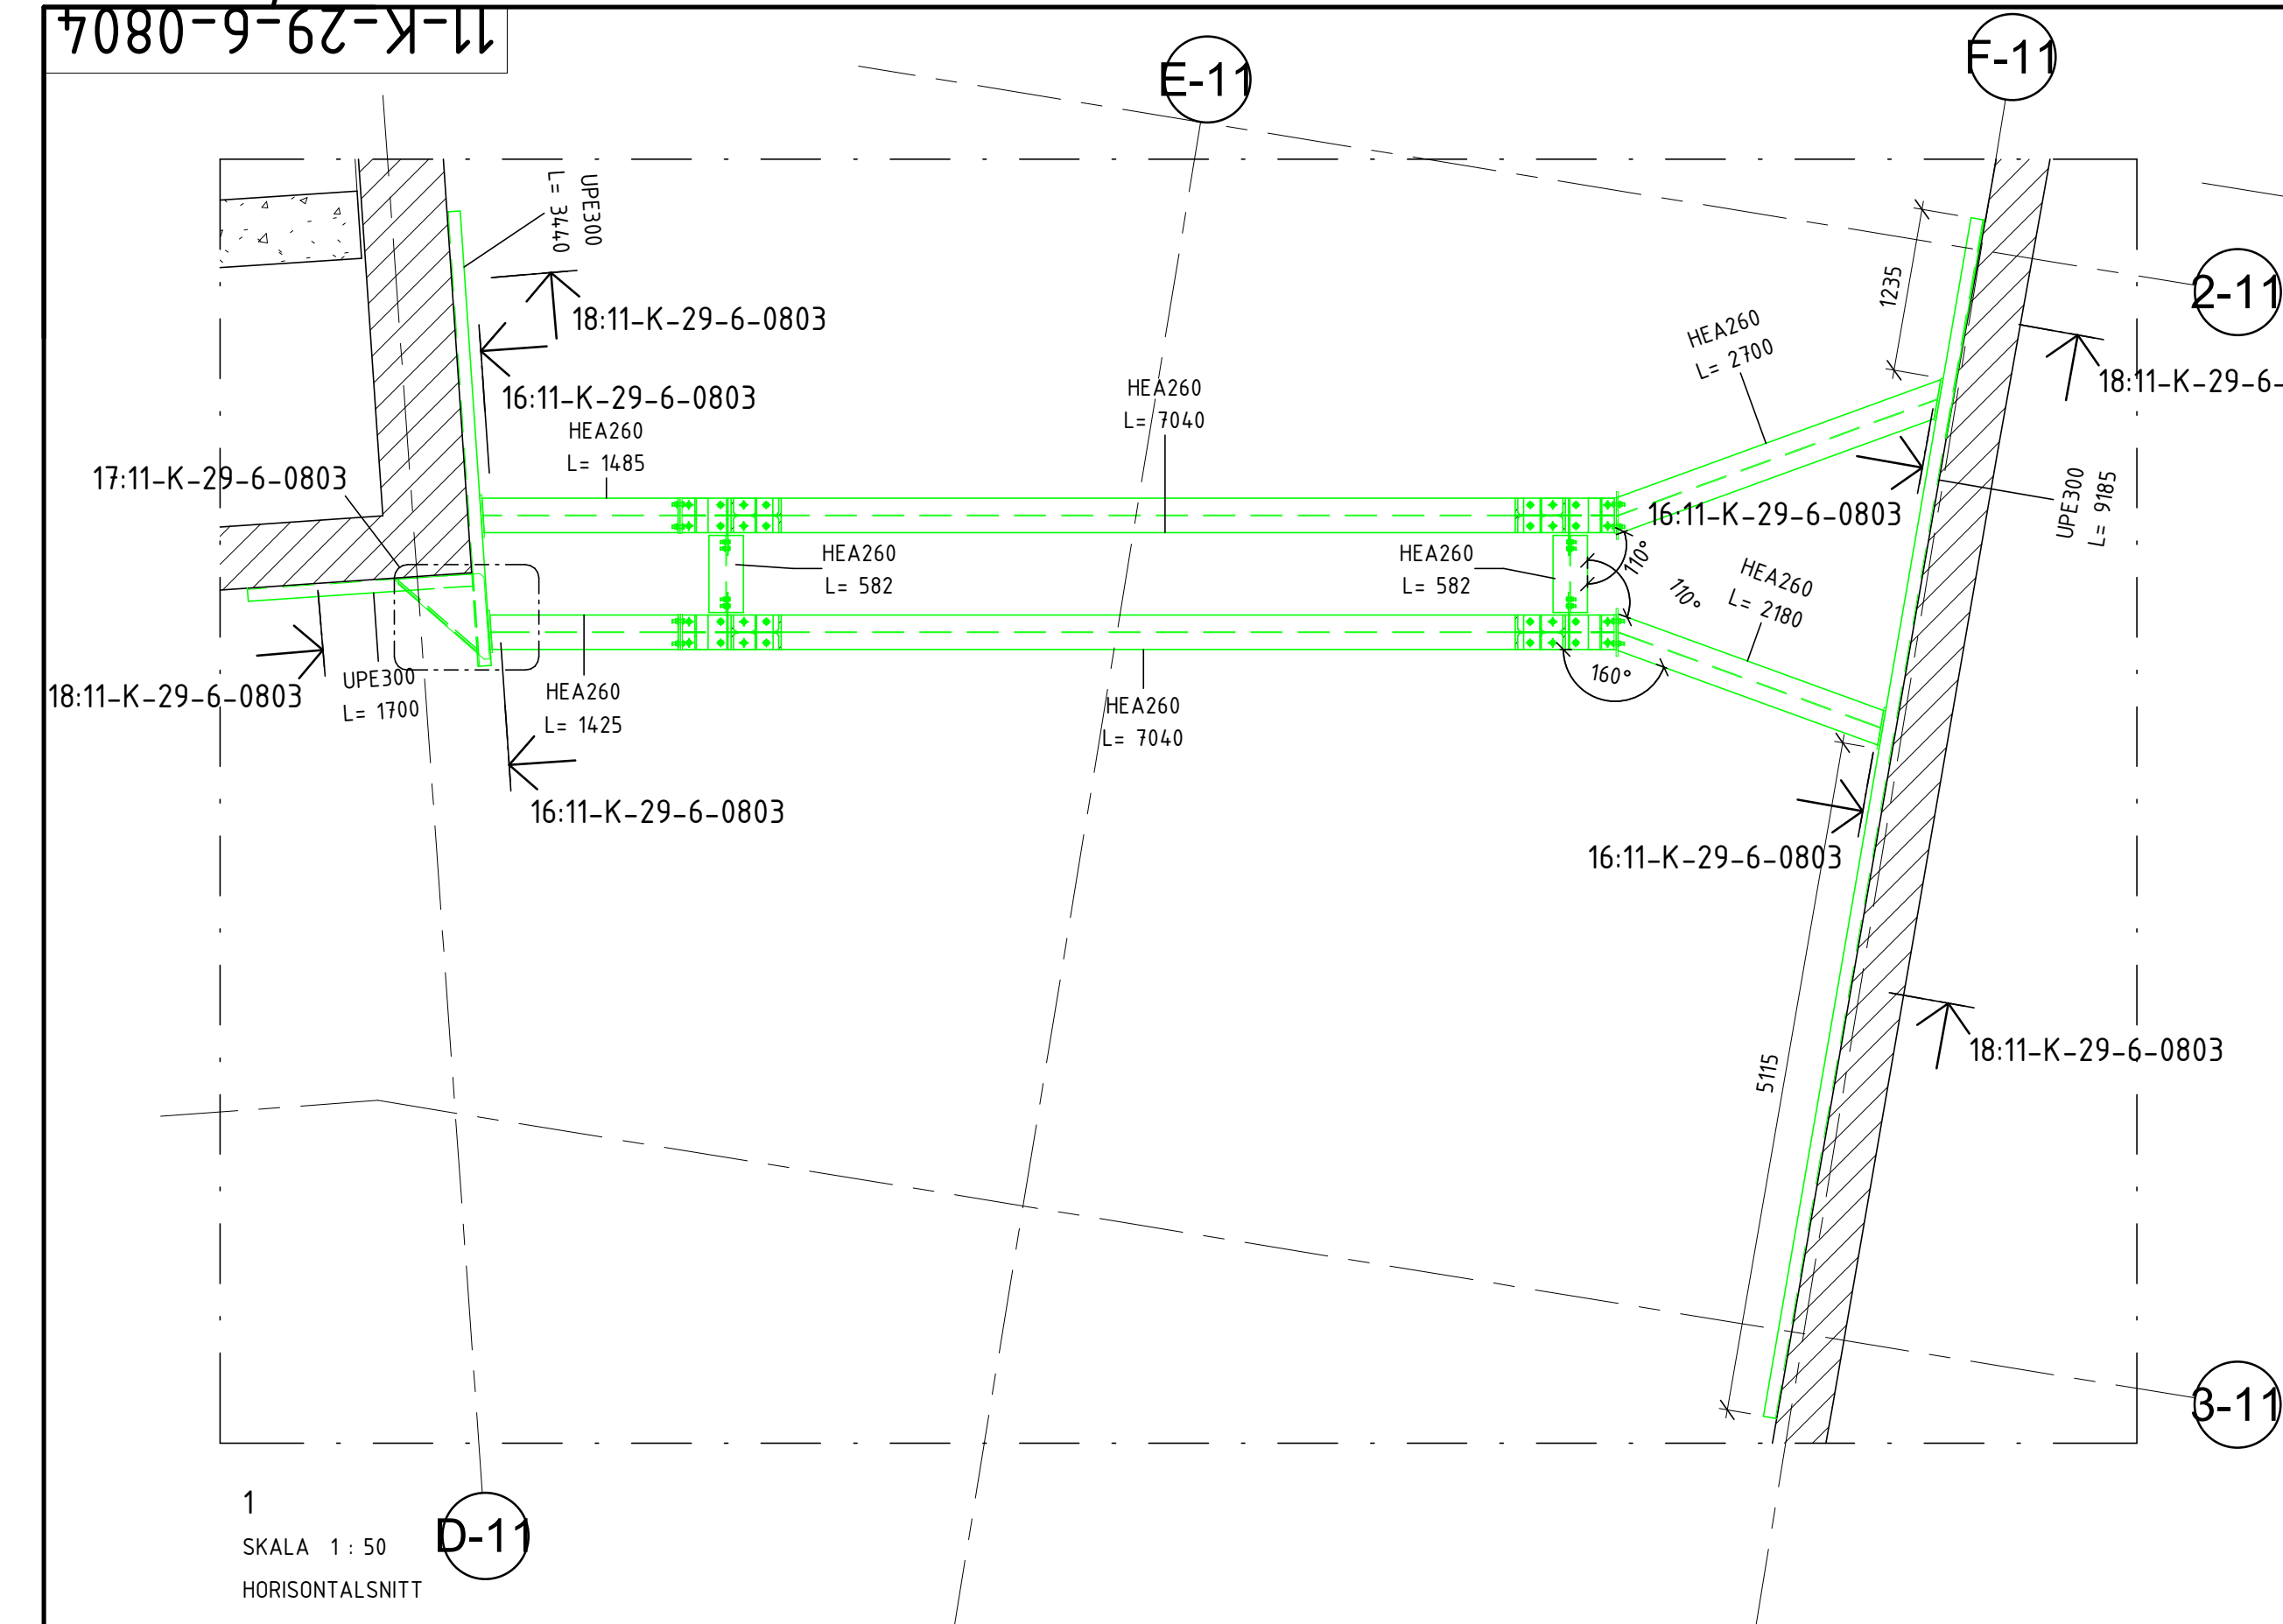 11-K-29-6-0804
E-11
F-11
UPE300
L= 3440
18:11-K-29-6-0803
16:11-K-29-6-0803
HEA260
L= 1485
17:11-K-29-6-0803
HEA260
L= 7040
HEA260
L= 2700
1235
2-11
18:11-K-29-6-
16:11-K-29-6-0803
UPE300
L= 9185
HEA260
L= 582
HEA260
L= 582
110°
110°
HEA260
L= 2180
160°
18:11-K-29-6-0803
UPE300
L= 1700
HEA260
L= 1425
HEA260
L= 7040
16:11-K-29-6-0803
16:11-K-29-6-0803
18:11-K-29-6-0803
5115
3-11
1
SKALA 1 : 50
HORISONTALSNITT
D-11